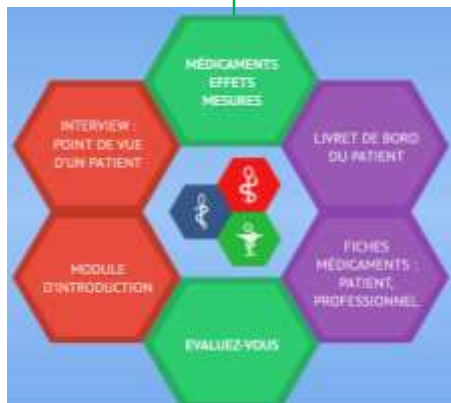 MÉDICAMENTS
EFFETS
MESURES
INTERVIEW :
POINT DE VUE
D'UN PATIENT
LIVRET DE BORD
DU PATIENT
MODULE
D'INTRODUCTION
FICHES
MÉDICAMENTS :
PATIENT,
PROFESSIONNEL
EVALUEZ-VOUS